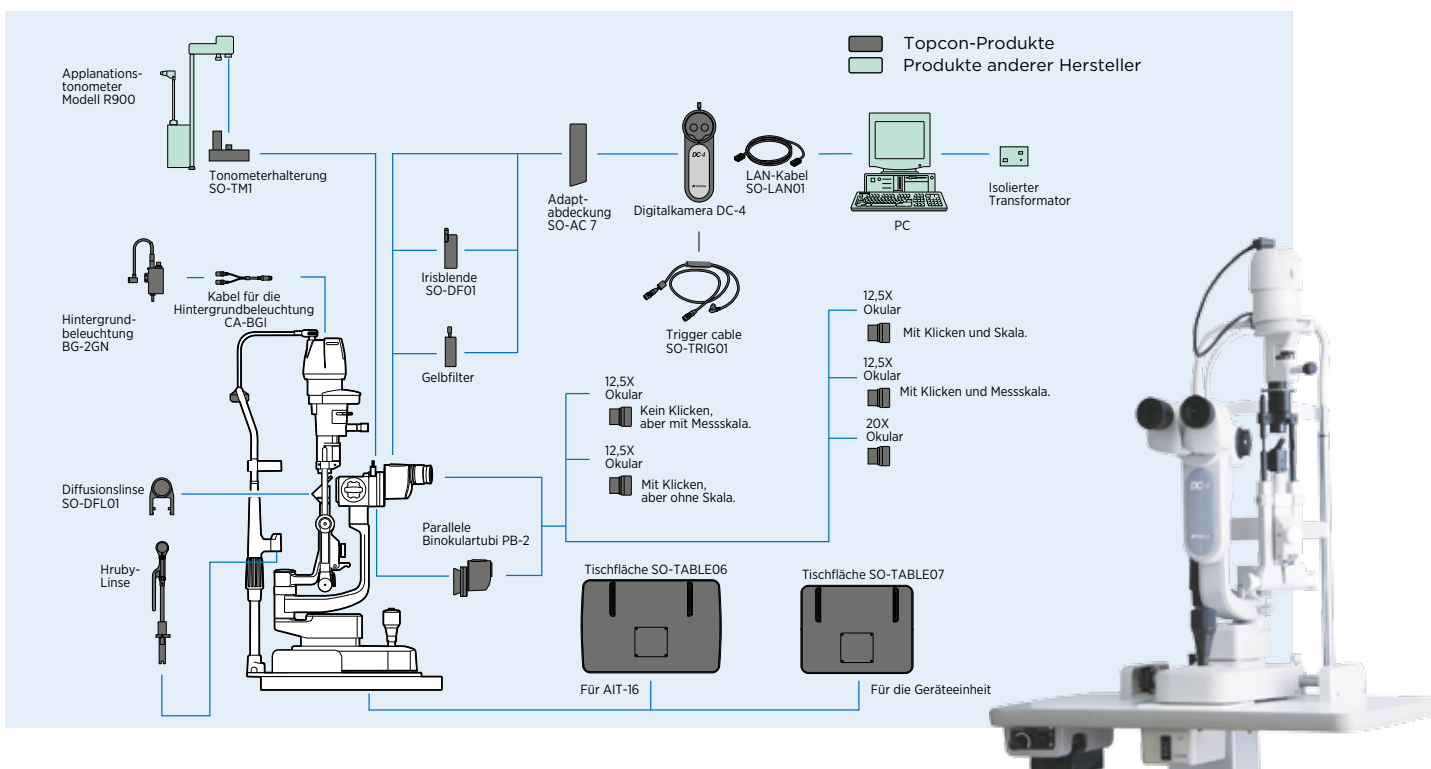 Topcon-Produkte
Produkte anderer Hersteller
Applanations-
tonometer
Modell R900
Tonometerhalterung
SO-TM1
Adapt-
abdeckung
SO-AC 7
DC-4
Digitalkamera DC-4
LAN-Kabel
SO-LAN01
PC
Isolierter
Transformator
Irisblende
SO-DF01
Trigger cable
SO-TRIG01
Gelbfilter
Hintergrund-
beleuchtung
BG-2GN
Kabel für die
Hintergrundbeleuchtung
CA-BGI
12,5X
Okular
Kein Klicken,
aber mit Messskala.
12,5X
Okular
Mit Klicken,
aber ohne Skala.
12,5X
Okular
Mit Klicken und Skala.
12,5X
Okular
Mit Klicken und Messskala.
20X
Okular
Diffusionslinse
SO-DFL01
Hruby-
Linse
Parallele
Binokulartubi PB-2
Tischfläche SO-TABLE06
Für AIT-16
Tischfläche SO-TABLE07
Für die Geräteeinheit
DC-4